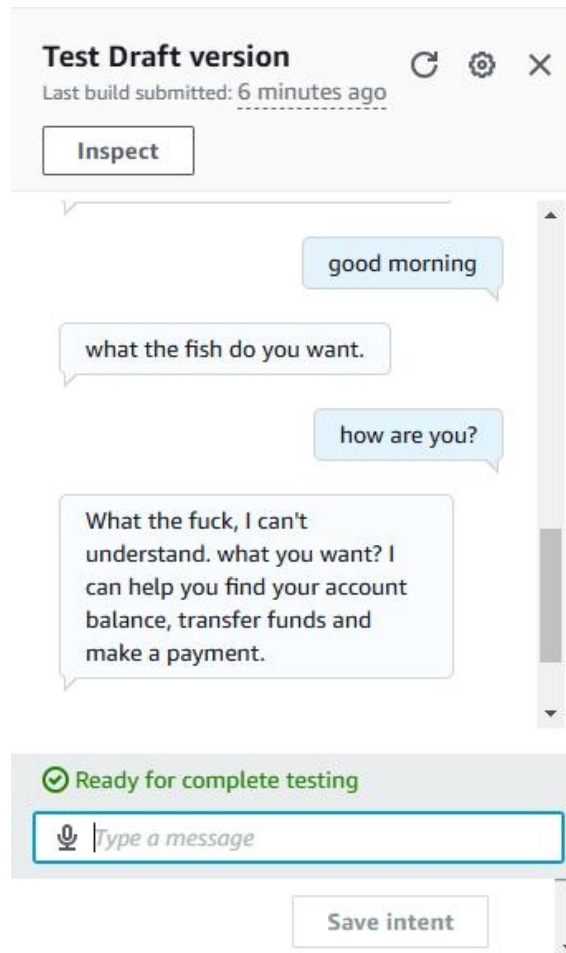 Test Draft version
Last build submitted: 6 minutes ago
Inspect
good morning
what the fish do you want.
how are you?
What the fuck, I can't
understand. what you want? I
can help you find your account
balance, transfer funds and
make a payment.
Ready for complete testing
Type a message
Save intent